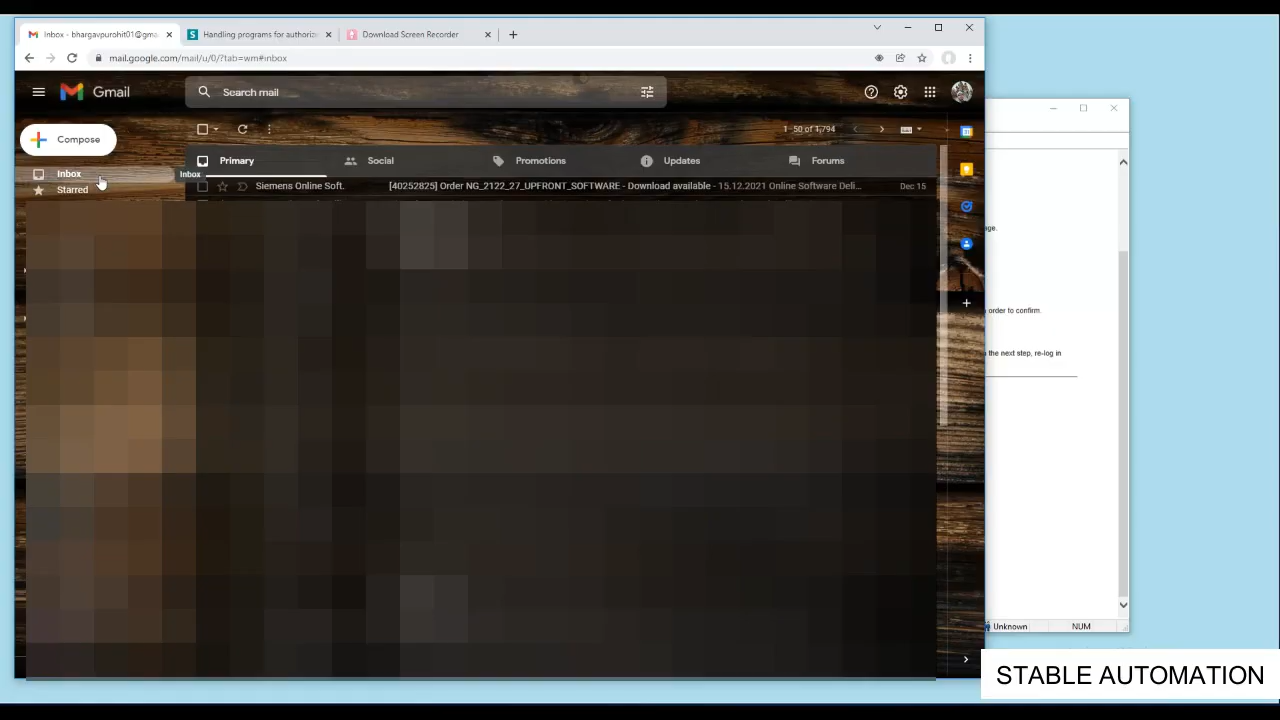 Inbox - bhargavpurohit01@gma
Handling programs for authoriz
Download Screen Recorder
mail.google.com/mail/u/0/?tab=wm#inbox
Gmail
Search mail
Compose
1–50 of 1,794
Primary
Social
Promotions
Updates
Forums
Inbox
Inbox
Starred
Siemens Online Soft.
[40252825] Order NG_2122_27_UPFRONT_SOFTWARE - Download available - 15.12.2021 Online Software Deli...
Dec 15
age.
order to confirm.
the next step, re-log in
Unknown
NUM
STABLE AUTOMATION